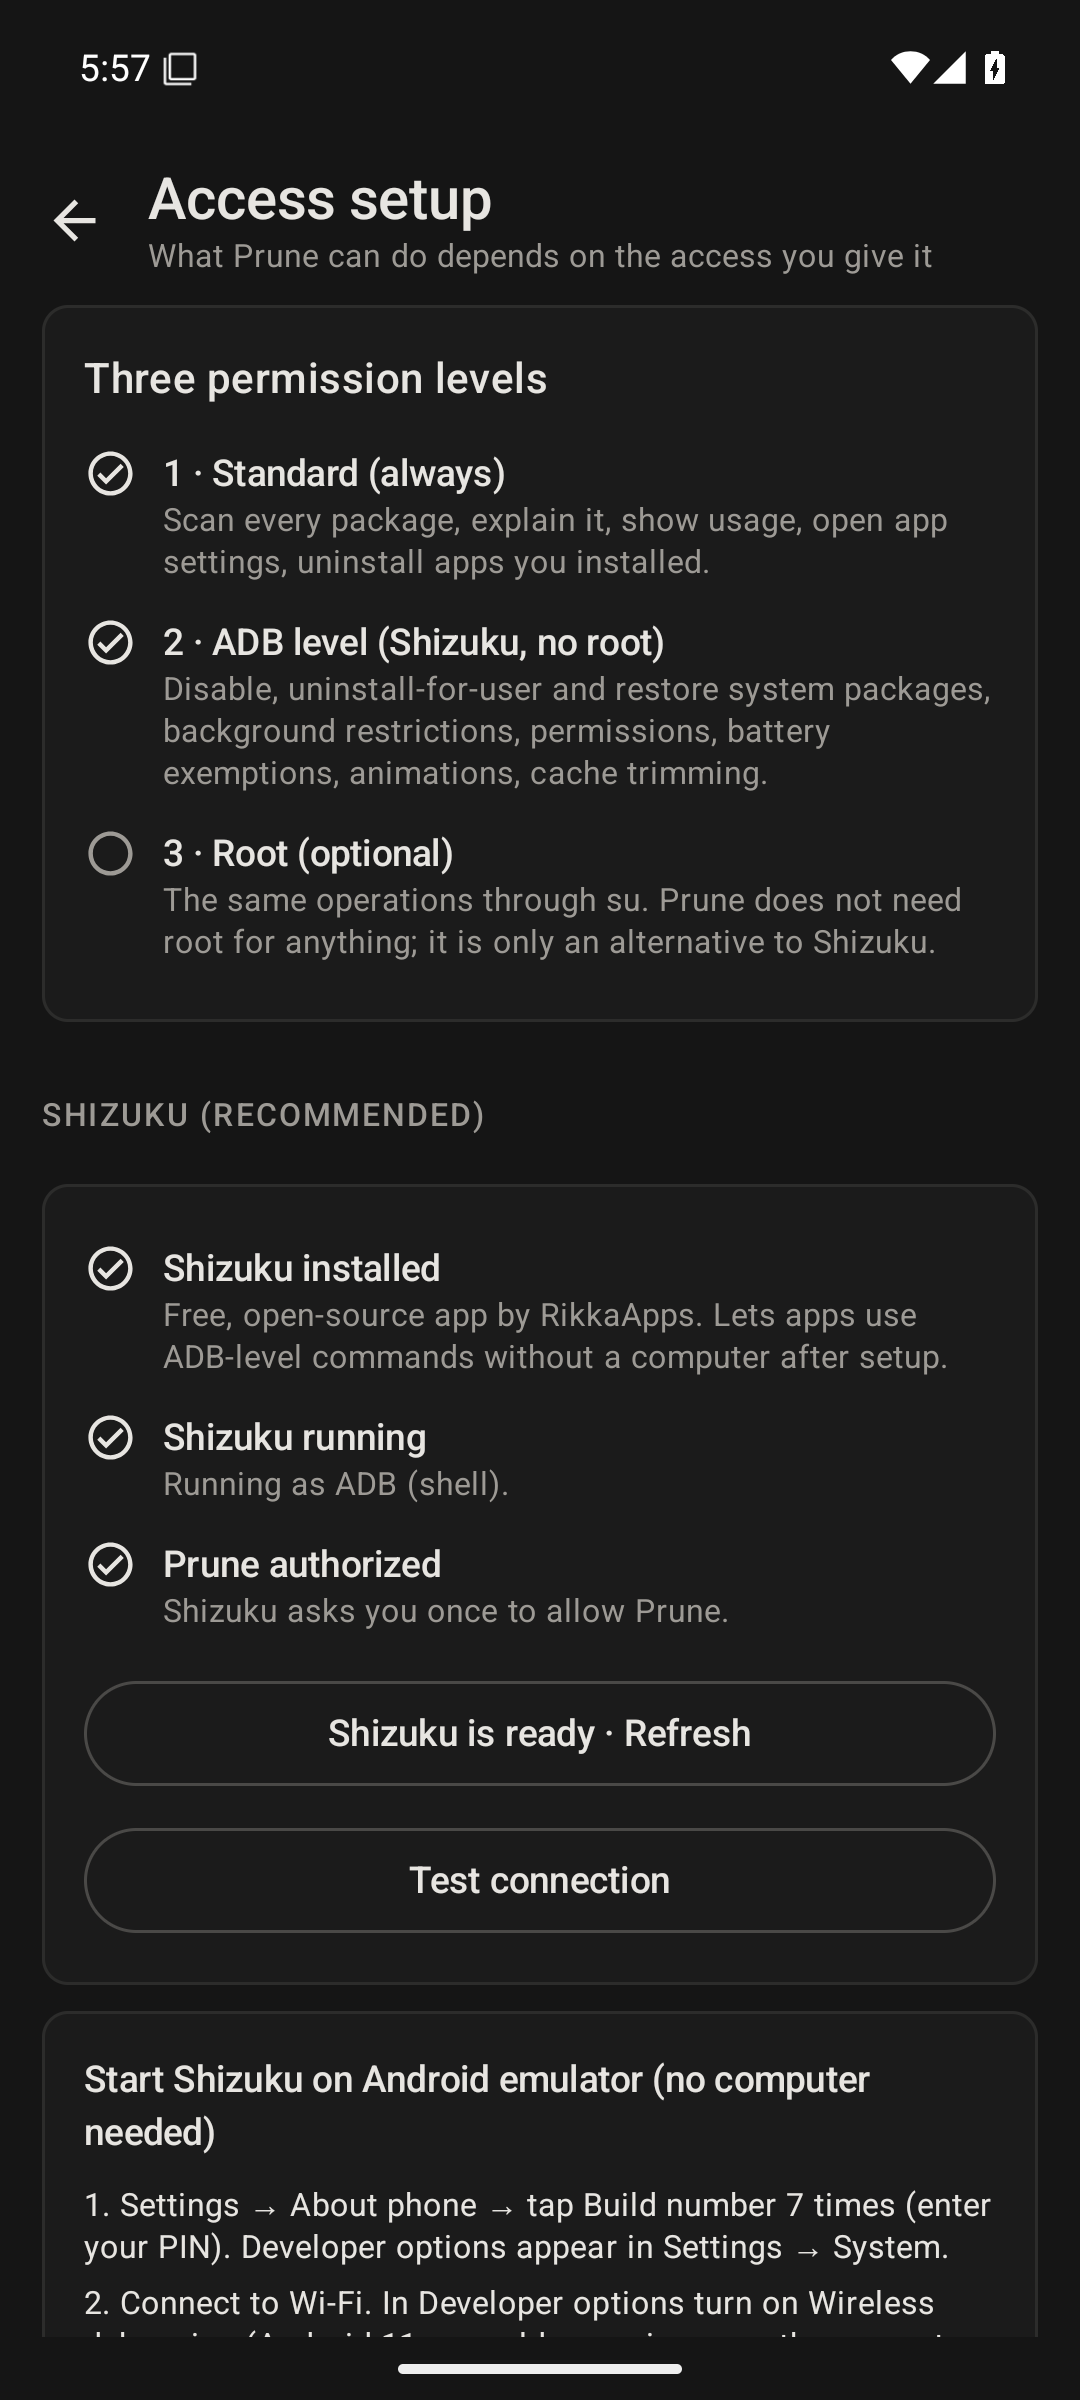 5:57
Access setup
What Prune can do depends on the access you give it
Three permission levels
1 · Standard (always)
Scan every package, explain it, show usage, open app
settings, uninstall apps you installed.
2 · ADB level (Shizuku, no root)
Disable, uninstall-for-user and restore system packages,
background restrictions, permissions, battery
exemptions, animations, cache trimming.
3 · Root (optional)
The same operations through su. Prune does not need
root for anything; it is only an alternative to Shizuku.
SHIZUKU (RECOMMENDED)
Shizuku installed
Free, open-source app by RikkaApps. Lets apps use
ADB-level commands without a computer after setup.
Shizuku running
Running as ADB (shell).
Prune authorized
Shizuku asks you once to allow Prune.
Shizuku is ready · Refresh
Test connection
Start Shizuku on Android emulator (no computer
needed)
1. Settings → About phone → tap Build number 7 times (enter
your PIN). Developer options appear in Settings → System.
2. Connect to Wi-Fi. In Developer options turn on Wireless